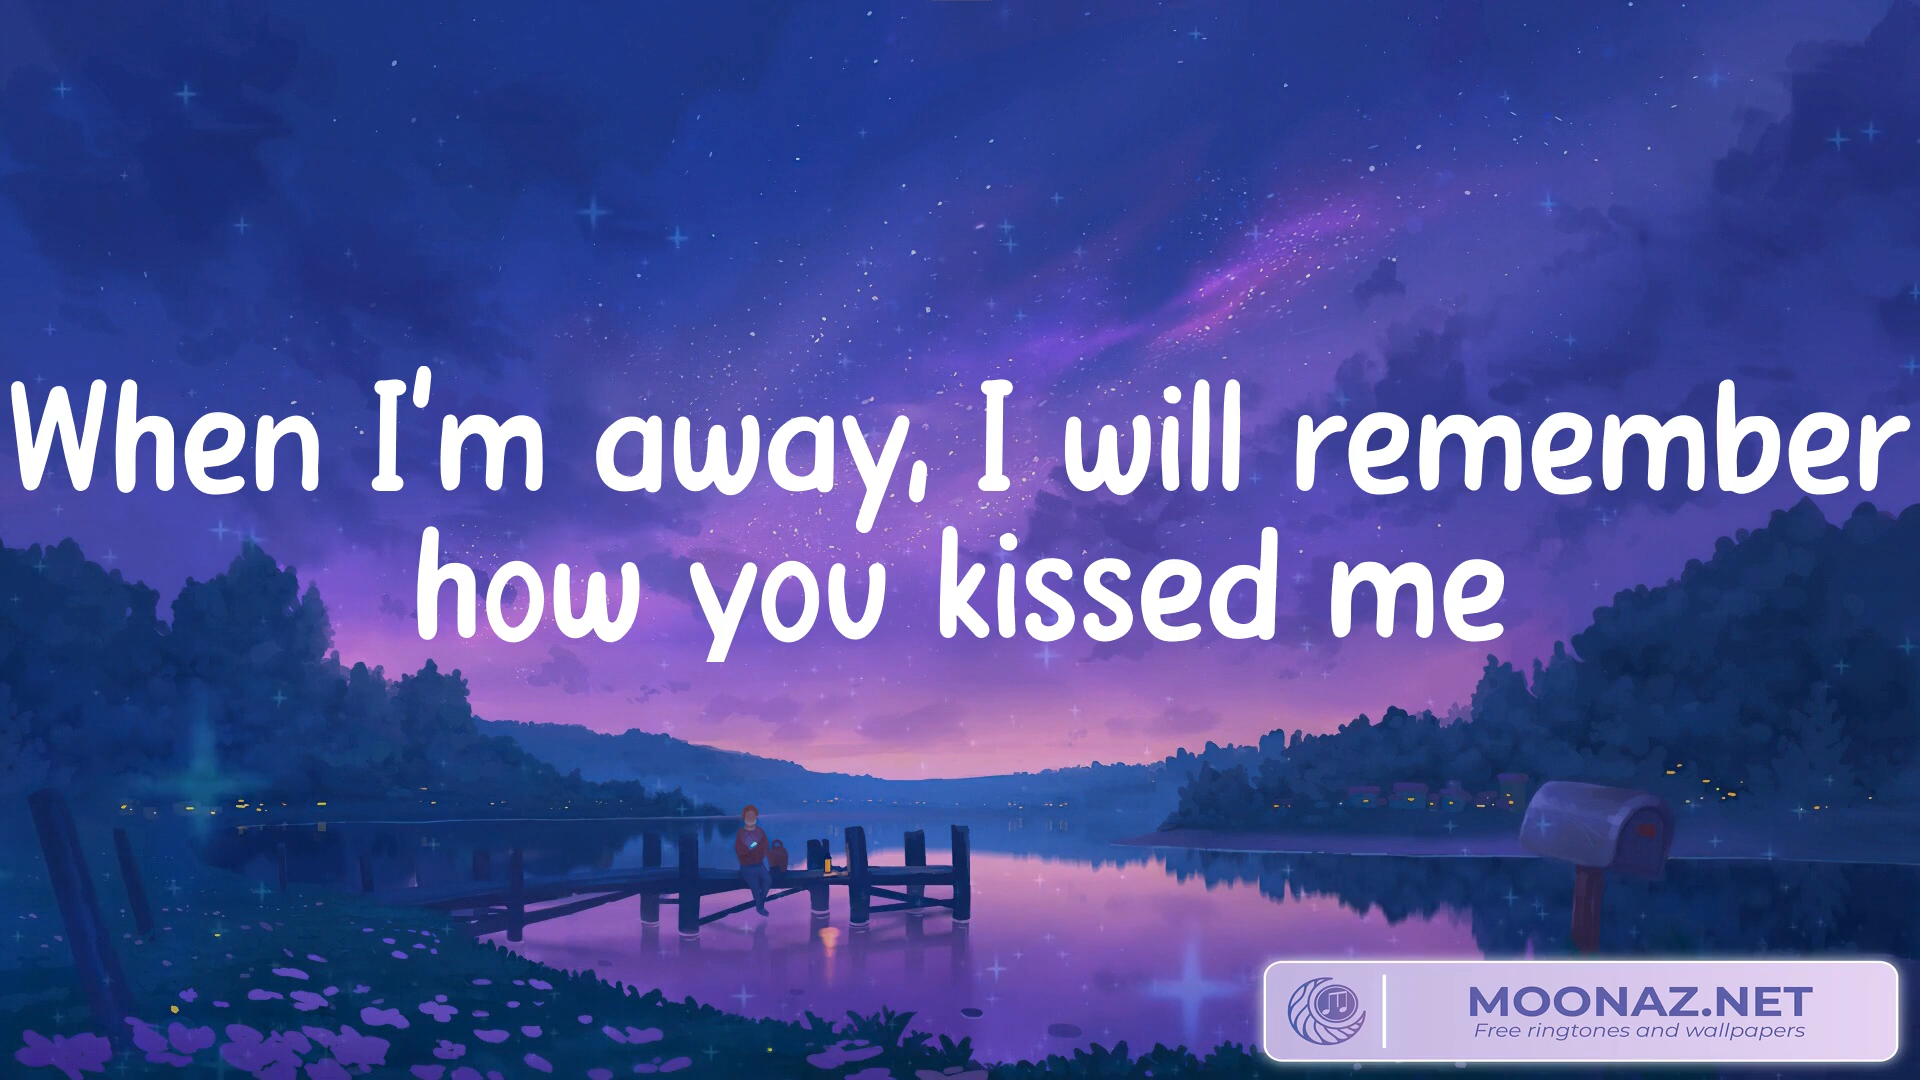 When I'm away, I will remember
how you kissed me
MOONAZ.NET
Free ringtones and wallpapers